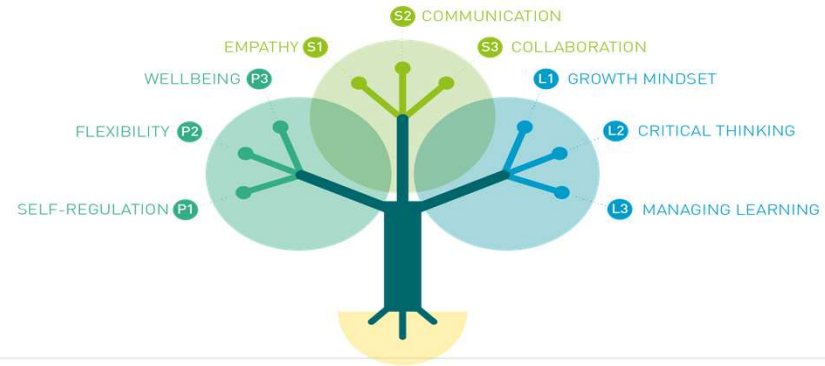 S2 COMMUNICATION
EMPATHY S1
S3 COLLABORATION
WELLBEING P3
L1 GROWTH MINDSET
FLEXIBILITY P2
L2 CRITICAL THINKING
SELF-REGULATION P1
L3 MANAGING LEARNING